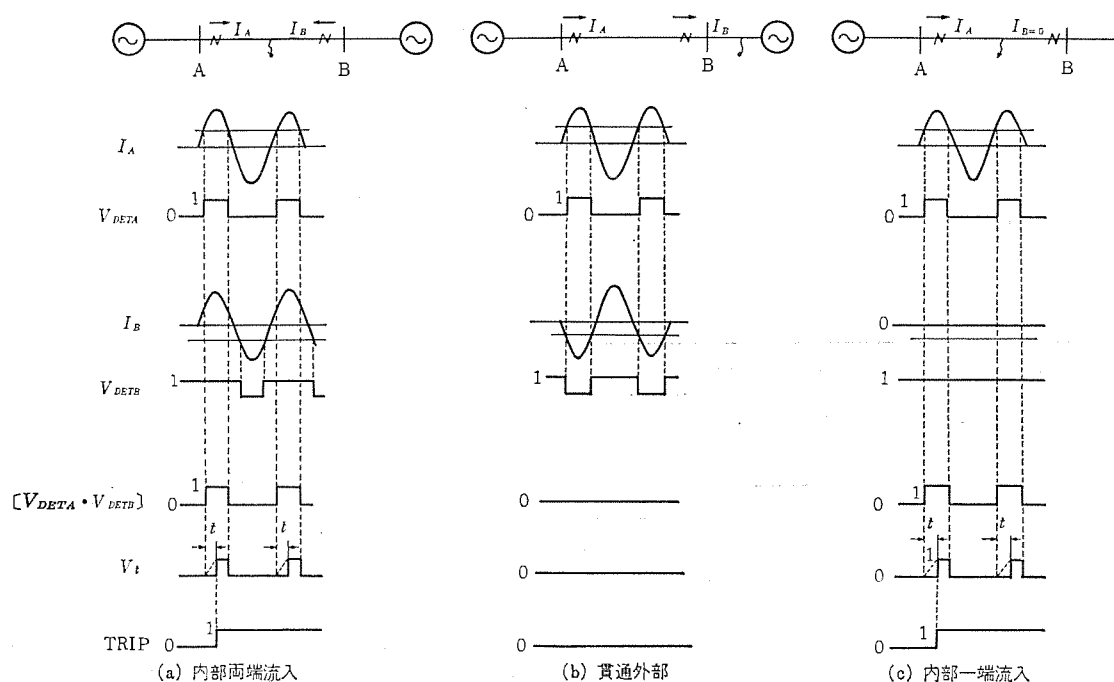 I_A I_B
A B
I_A
V_DETA 0 1
I_B
V_DETB 1
[V_DETA・V_DETB] 0 1
t t
V_t
TRIP 0 1
(a) 内部両端流入
I_A I_B
A B
0 1
1
0
0
0
(b) 貫通外部
I_A I_B=0
A B
0 1
0
1
0 1
t t
0 1
0 1
(c) 内部一端流入